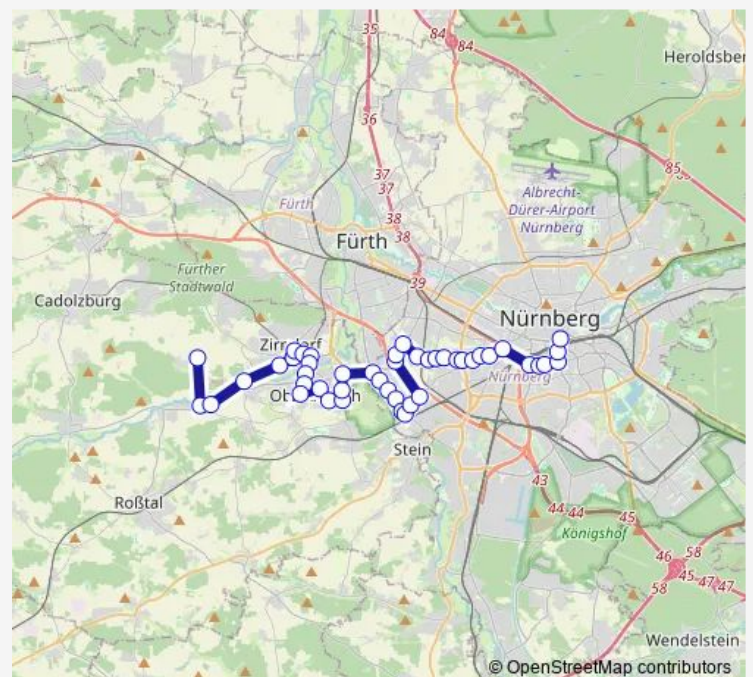 35
84
84
Heroldsber
36
85
85
37
37
Albrecht-
Dürer-Airport
Nürnberg
Fürth
38
Fürth
38
Further
Stadtwald
39
Cadolzburg
Nürnberg
Zirndorf
Nürnberg
Stein
43
Roßtal
44
44
45
Königshof
46
58
45
47
47
58
Wendelstein
© OpenStreetMap contributors